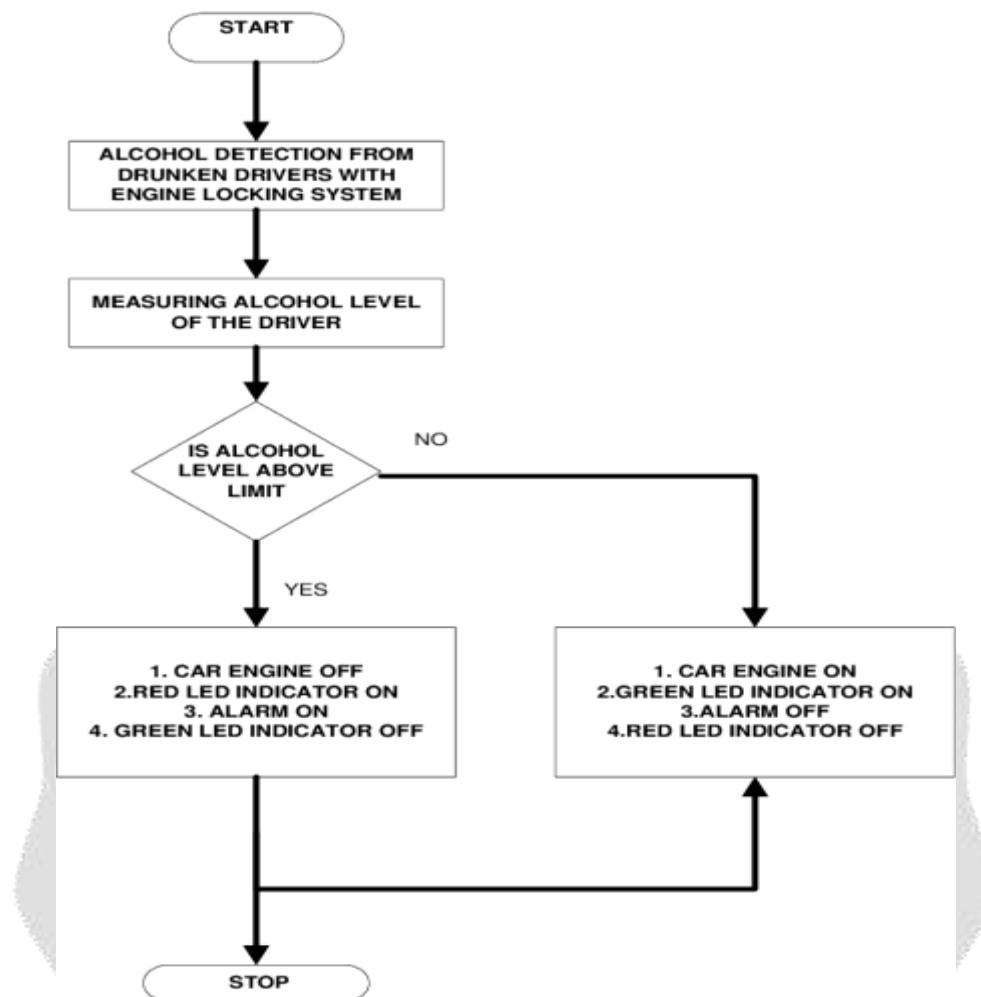 START
ALCOHOL DETECTION FROM
DRUNKEN DRIVERS WITH
ENGINE LOCKING SYSTEM
MEASURING ALCOHOL LEVEL
OF THE DRIVER
IS ALCOHOL
LEVEL ABOVE
LIMIT
NO
YES
1. CAR ENGINE OFF
2.RED LED INDICATOR ON
3. ALARM ON
4. GREEN LED INDICATOR OFF
1. CAR ENGINE ON
2.GREEN LED INDICATOR ON
3.ALARM OFF
4.RED LED INDICATOR OFF
STOP